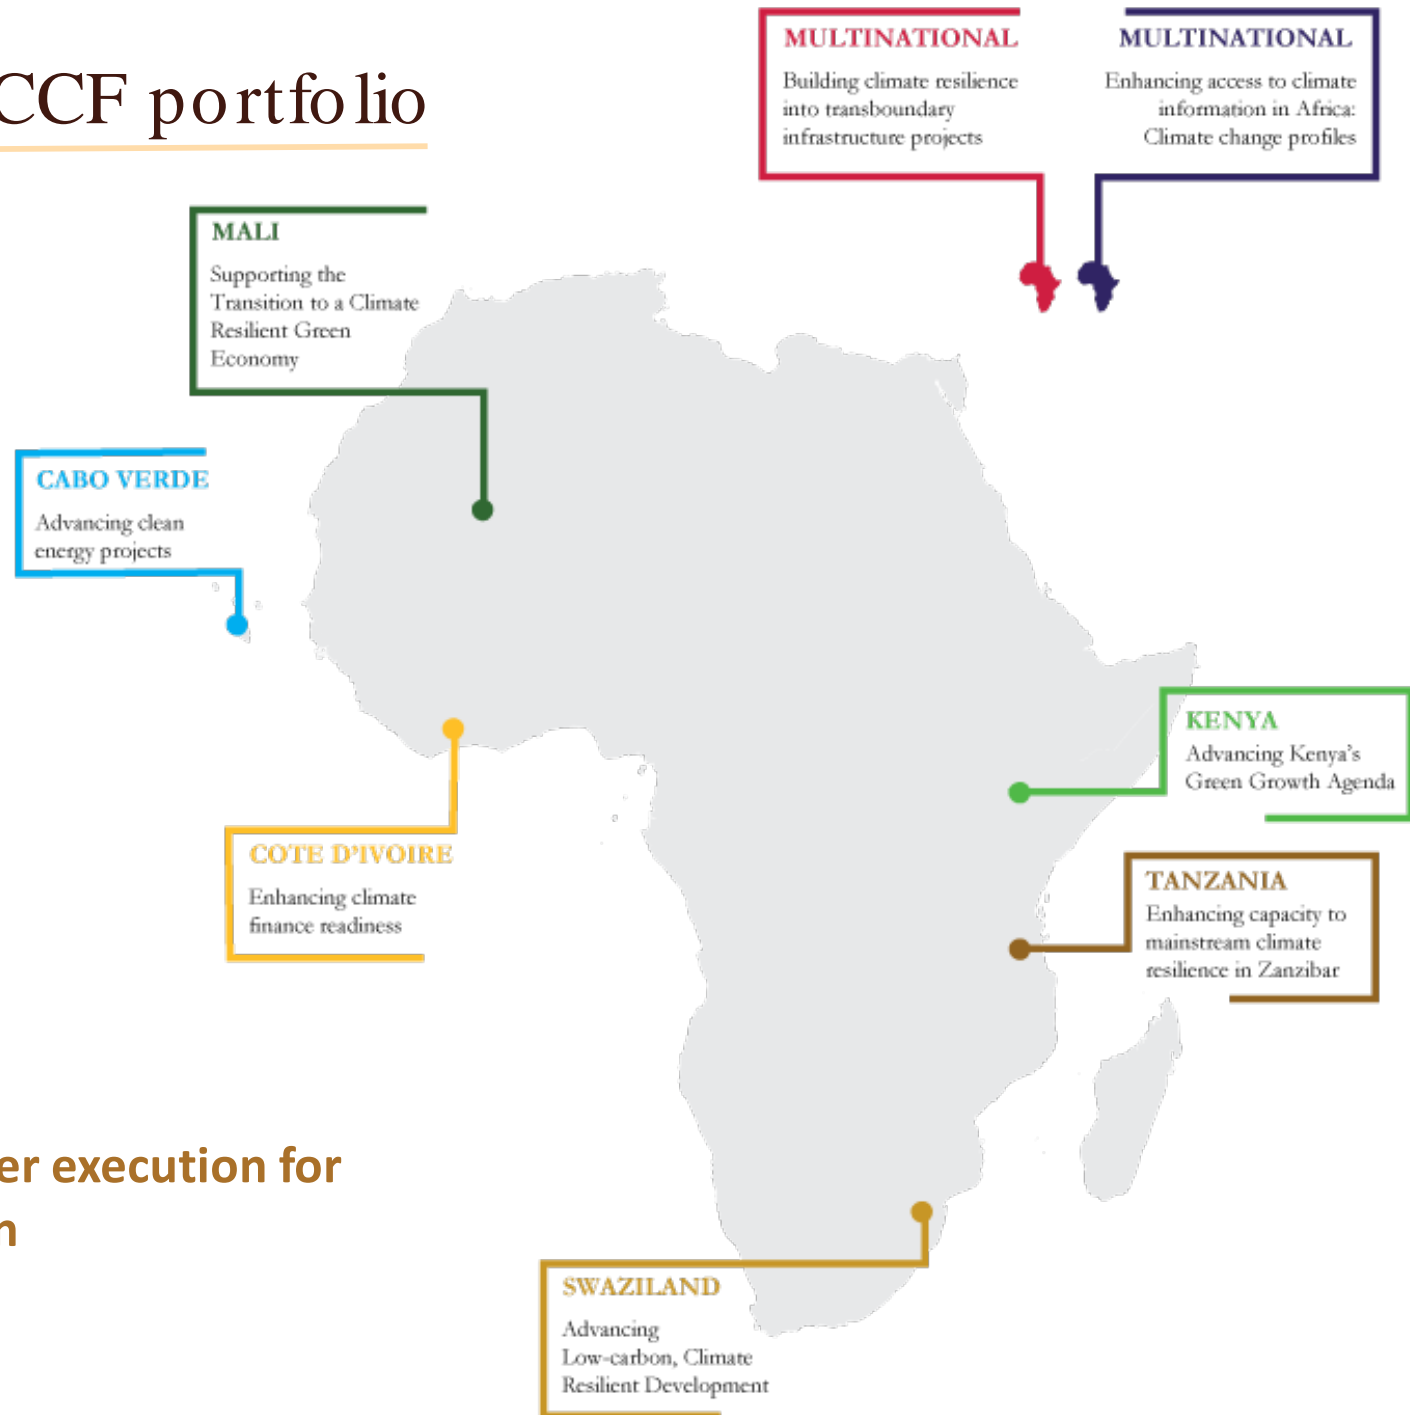 CCF portfolio
MULTINATIONAL
Building climate resilience
into transboundary
infrastructure projects
MULTINATIONAL
Enhancing access to climate
information in Africa:
Climate change profiles
MALI
Supporting the
Transition to a Climate
Resilient Green
Economy
CABO VERDE
Advancing clean
energy projects
KENYA
Advancing Kenya's
Green Growth Agenda
COTE D'IVOIRE
Enhancing climate
finance readiness
TANZANIA
Enhancing capacity to
mainstream climate
resilience in Zanzibar
er execution for
n
SWAZILAND
Advancing
Low-carbon, Climate
Resilient Development